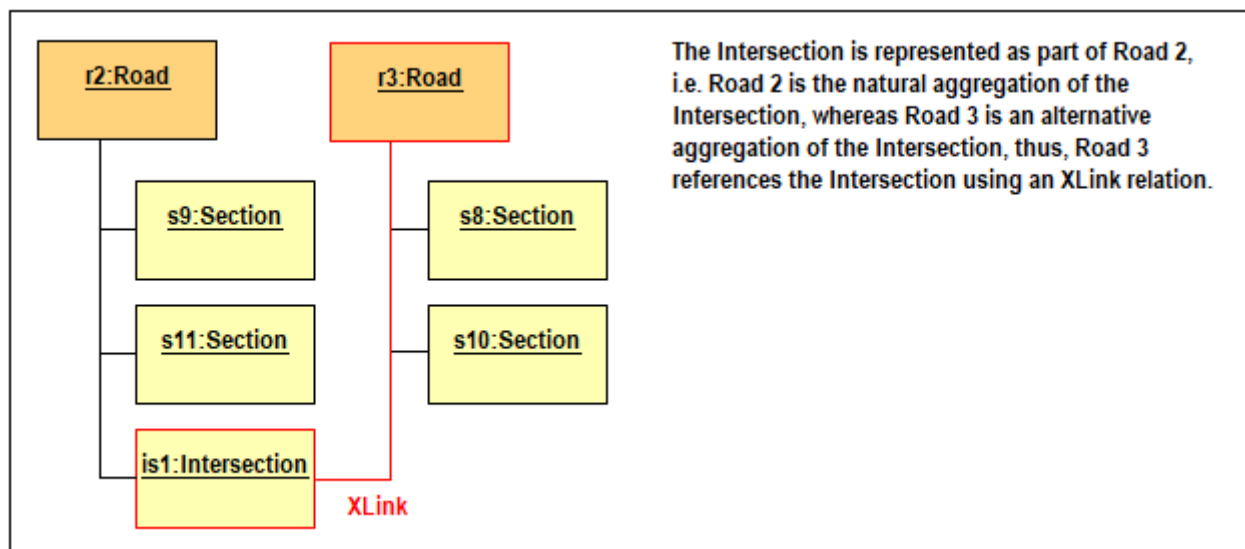 r2:Road
r3:Road
The Intersection is represented as part of Road 2,
i.e. Road 2 is the natural aggregation of the
Intersection, whereas Road 3 is an alternative
aggregation of the Intersection, thus, Road 3
references the Intersection using an XLink relation.
s9:Section
s8:Section
s11:Section
s10:Section
is1:Intersection
XLink